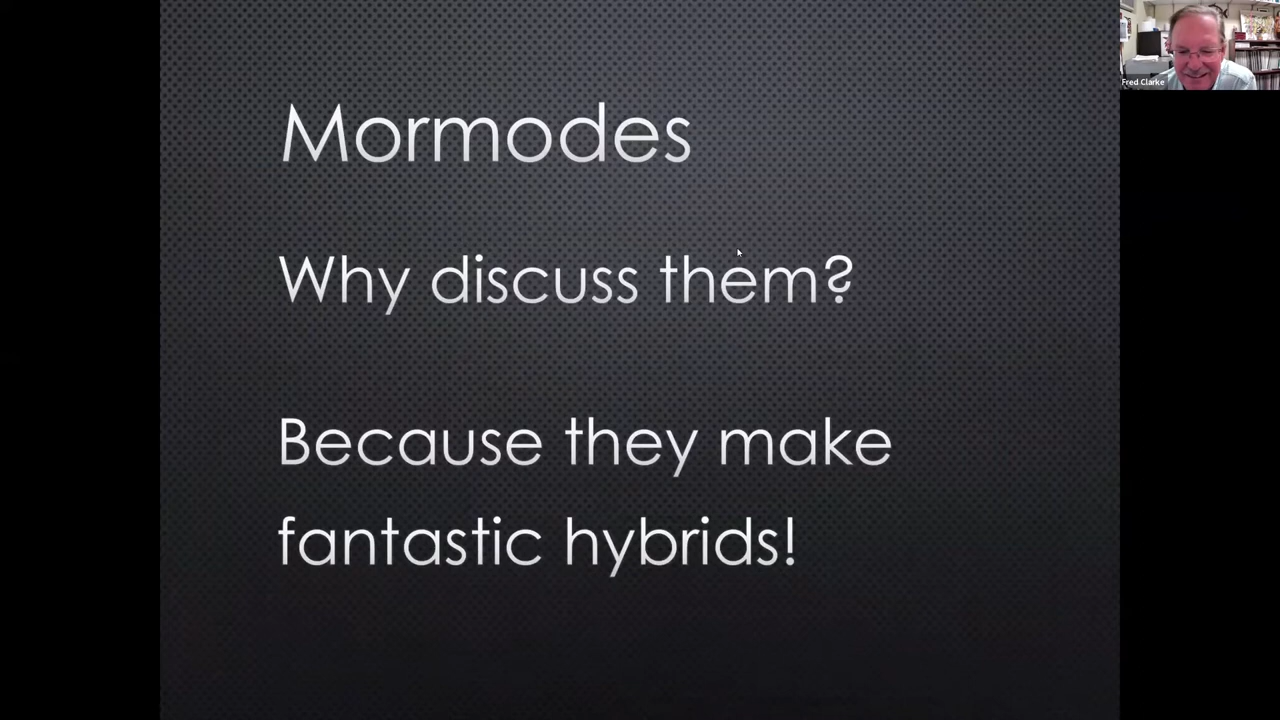 Mormodes
Why discuss them?
Because they make
fantastic hybrids!
Fred Clarke